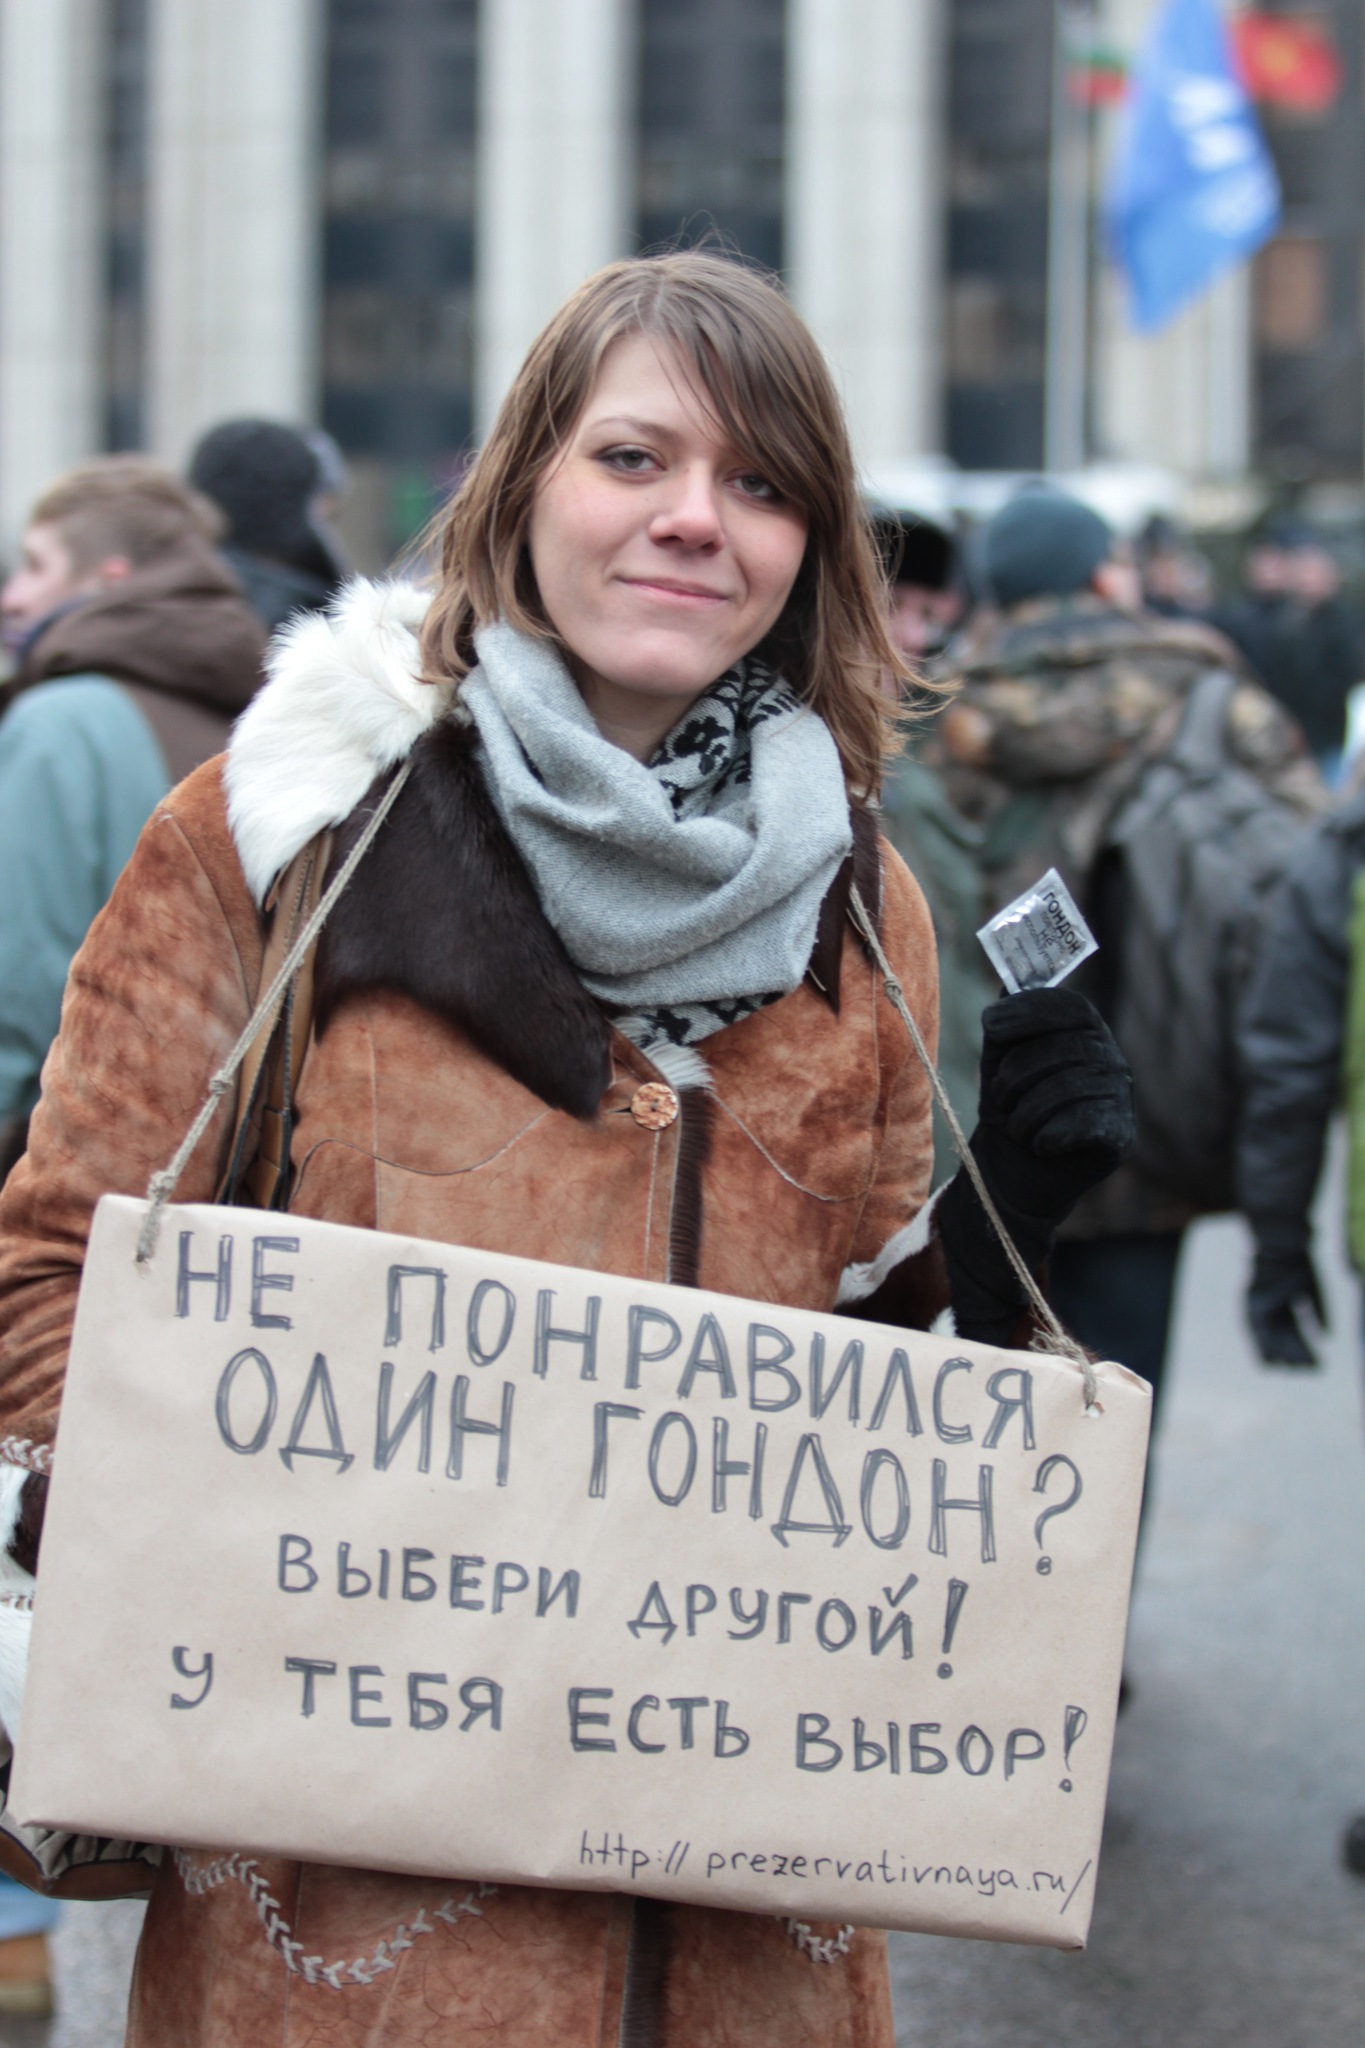 ГОНДОН
НЕ
НЕ ПОНРАВИЛСЯ
ОДИН ГОНДОН?
ВЫБЕРИ ДРУГОЙ!
У ТЕБЯ ЕСТЬ ВЫБОР!
http://prezervativnaya.ru/